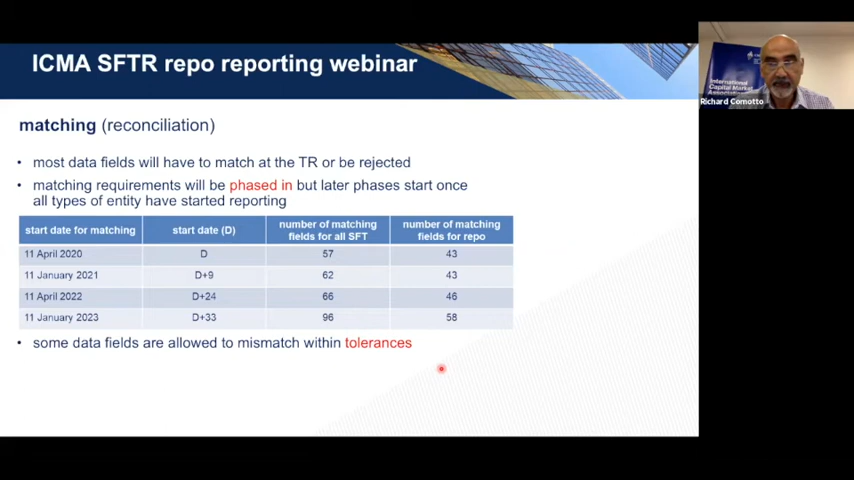 ICMA SFTR repo reporting webinar
International
Capital Market
Association
Richard Comotto
matching (reconciliation)
• most data fields will have to match at the TR or be rejected
• matching requirements will be phased in but later phases start once
all types of entity have started reporting
start date for matching start date (D) number of matching fields for all SFT number of matching fields for repo
11 April 2020 D 57 43
11 January 2021 D+9 62 43
11 April 2022 D+24 66 46
11 January 2023 D+33 96 58
• some data fields are allowed to mismatch within tolerances